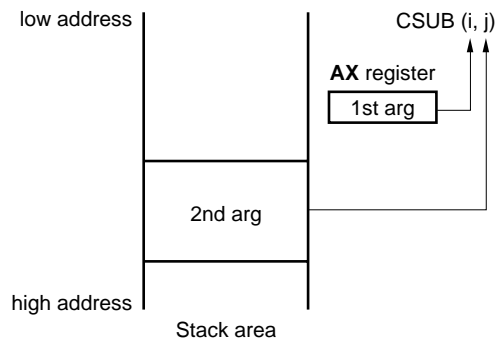 low address
CSUB (i, j)
AX register
1st arg
2nd arg
high address
Stack area